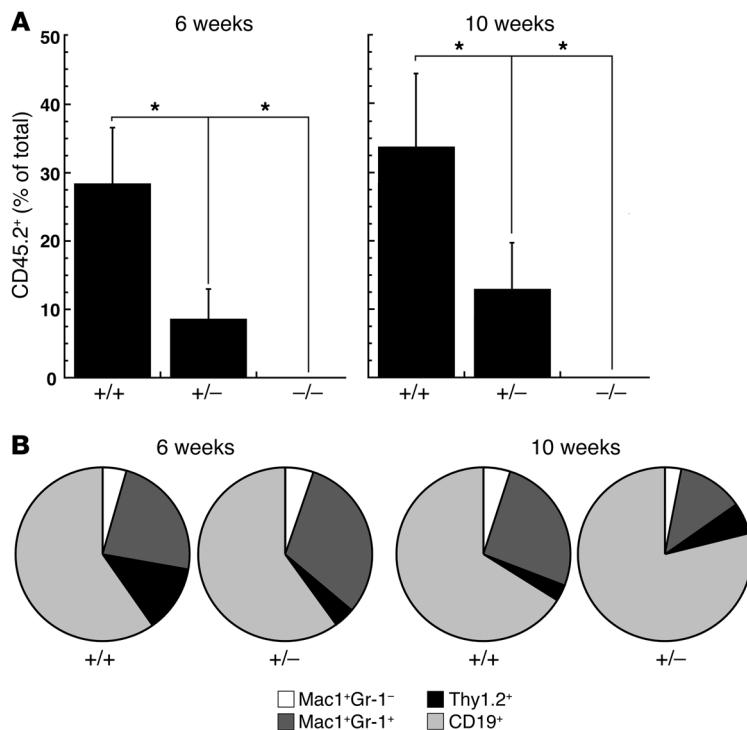 A
6 weeks
10 weeks
CD45.2⁺ (% of total)
50
40
30
20
10
0
+/+
+/−
−/−
+/+
+/−
−/−
* *
* *
B
6 weeks
10 weeks
+/+
+/−
+/+
+/−
Mac1⁺Gr-1⁻
Thy1.2⁺
Mac1⁺Gr-1⁺
CD19⁺